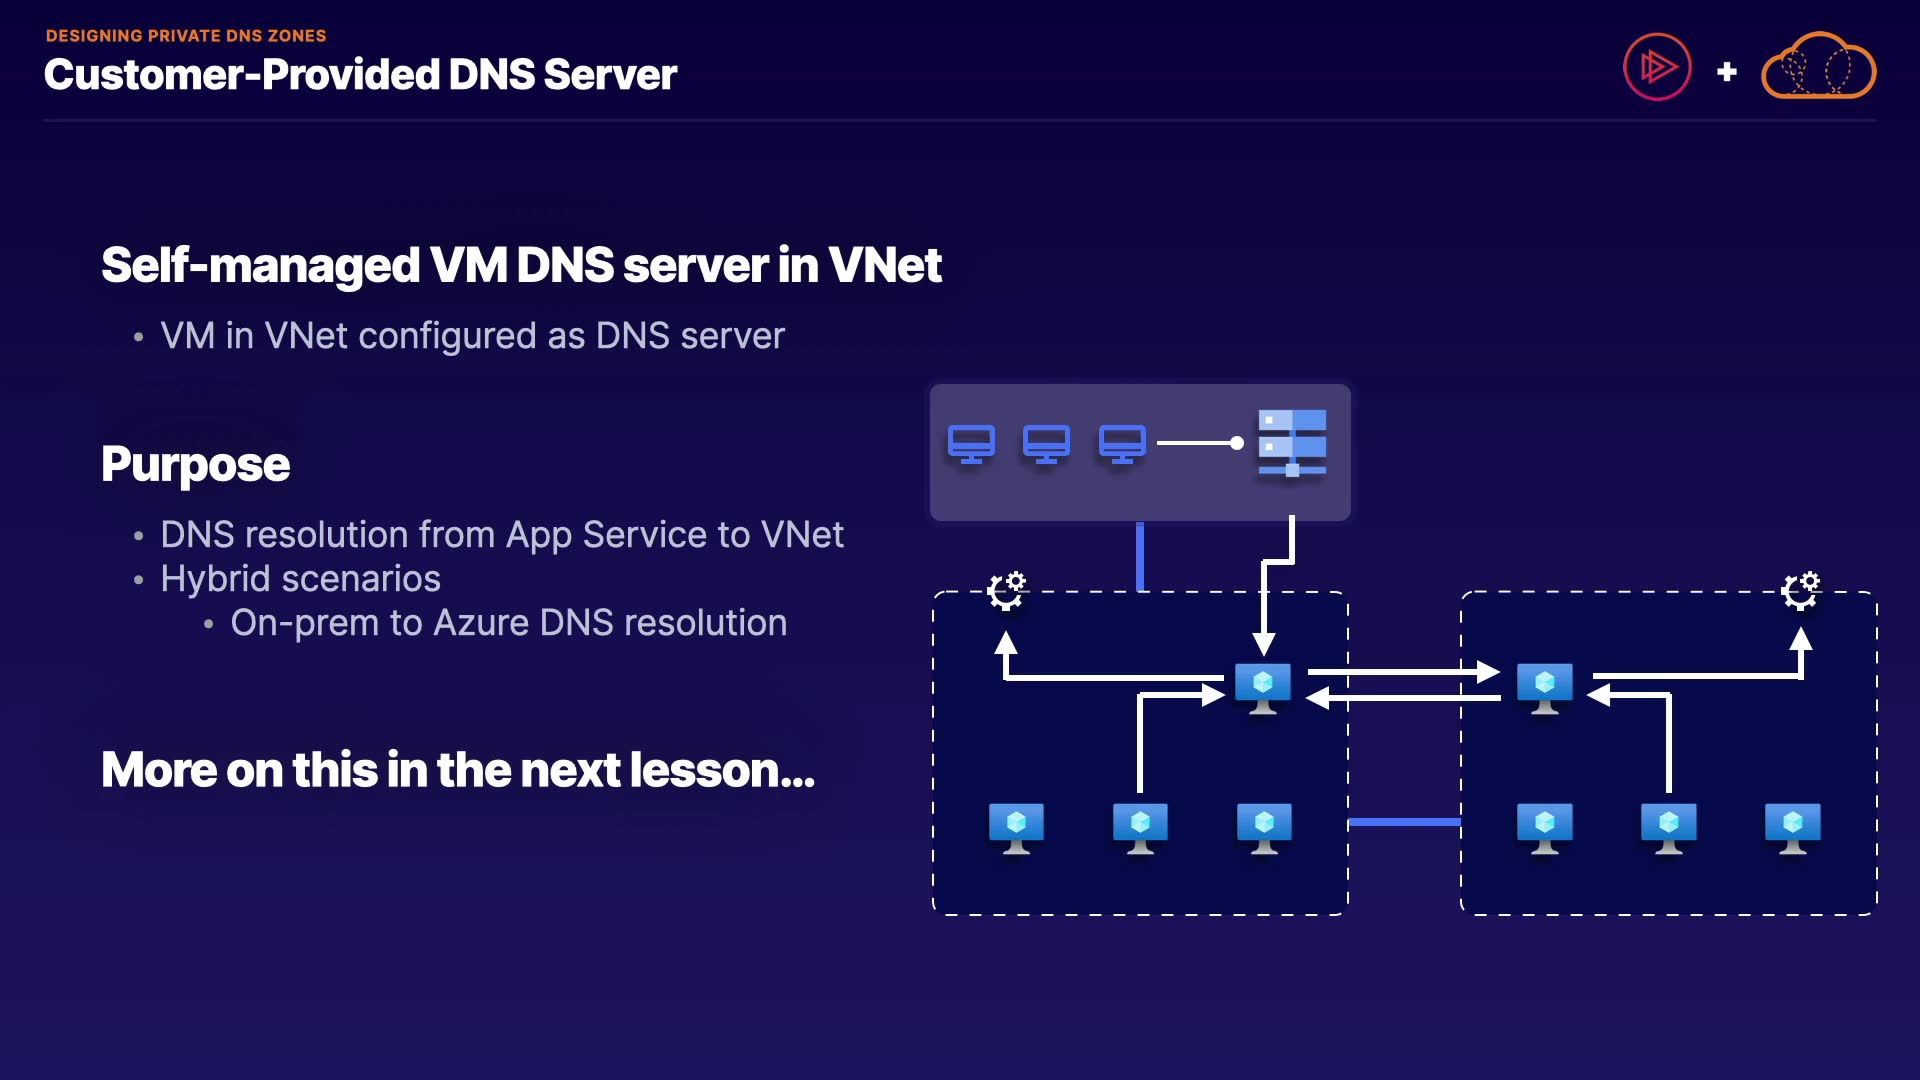 DESIGNING PRIVATE DNS ZONES
Customer-Provided DNS Server
Self-managed VM DNS server in VNet
• VM in VNet configured as DNS server
Purpose
• DNS resolution from App Service to VNet
• Hybrid scenarios
• On-prem to Azure DNS resolution
More on this in the next lesson...